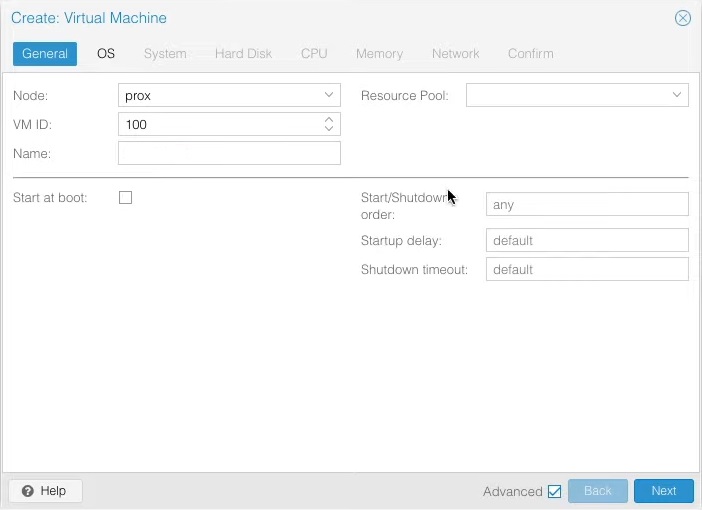 Create: Virtual Machine
General OS System Hard Disk CPU Memory Network Confirm
Node: prox Resource Pool:
VM ID: 100
Name:
Start at boot: Start/Shutdown order: any
Startup delay: default
Shutdown timeout: default
Help Advanced Back Next